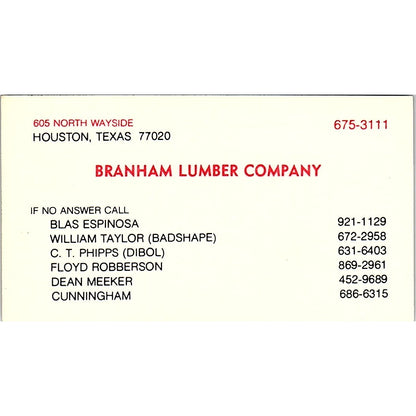 605 NORTH WAYSIDE 675-3111
HOUSTON, TEXAS 77020
BRANHAM LUMBER COMPANY
IF NO ANSWER CALL
BLAS ESPINOSA 921-1129
WILLIAM TAYLOR (BADSHAPE) 672-2958
C. T. PHIPPS (DIBOL) 631-6403
FLOYD ROBBERSON 869-2961
DEAN MEEKER 452-9689
CUNNINGHAM 686-6315